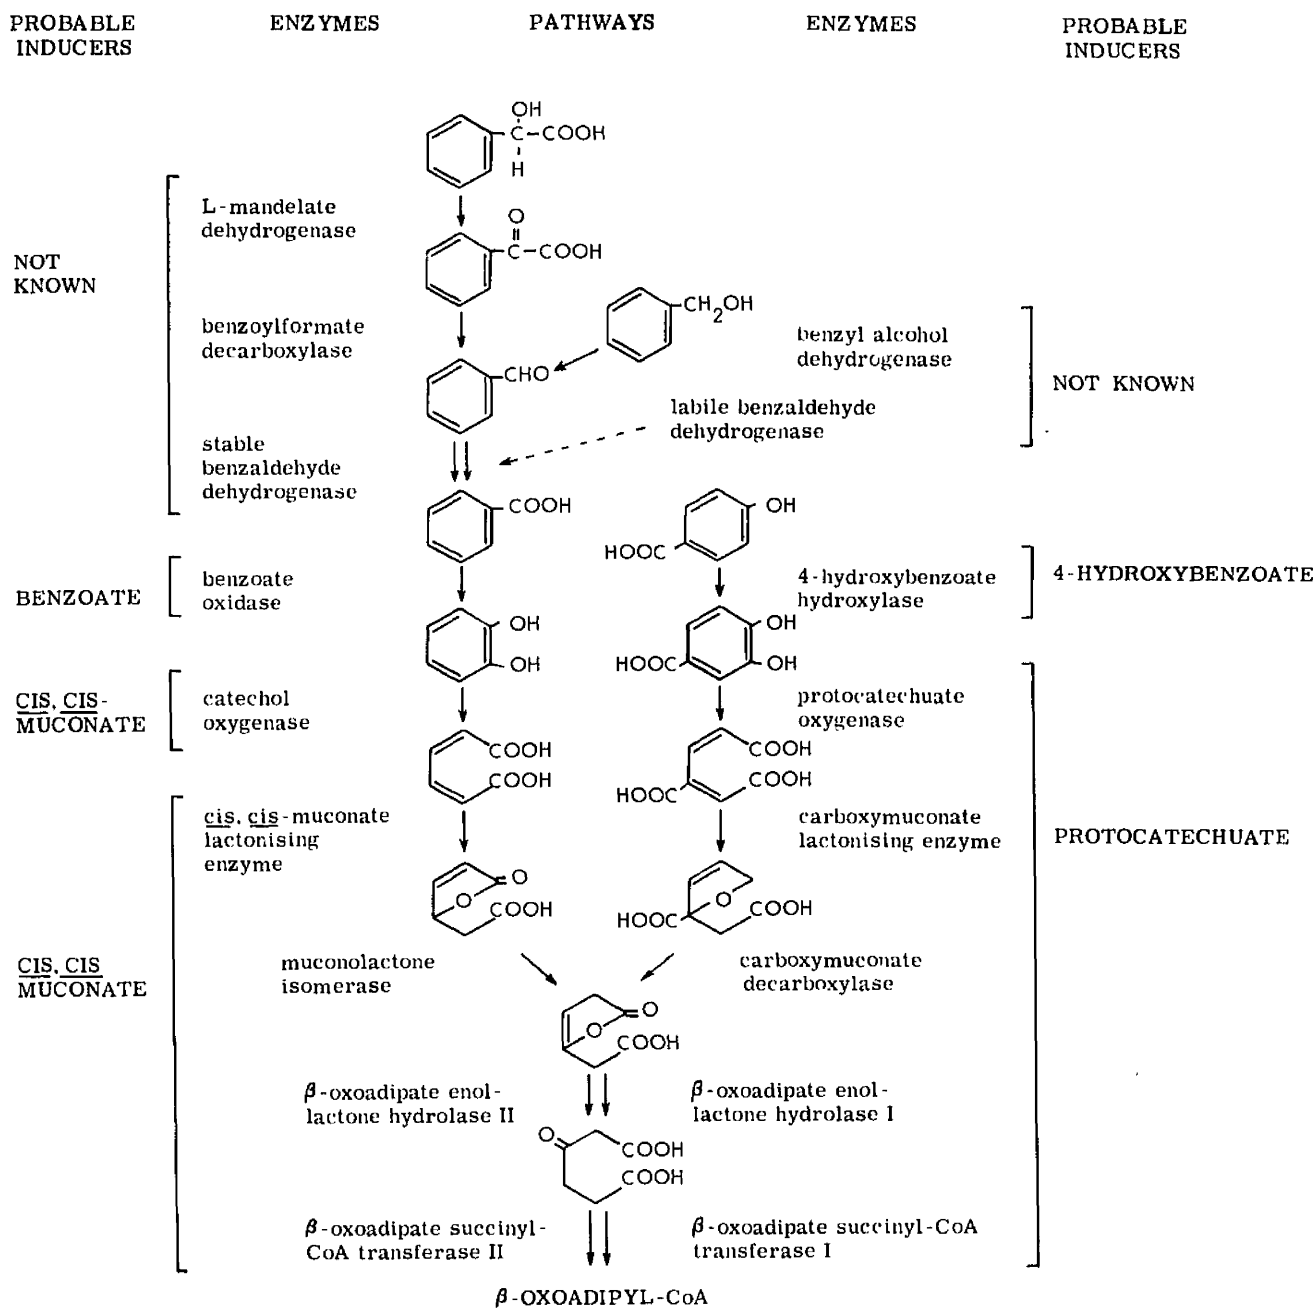 PROBABLE
INDUCERS
ENZYMES
PATHWAYS
ENZYMES
PROBABLE
INDUCERS
OH
C-COOH
H
L-mandelate
dehydrogenase
O
C-COOH
NOT
KNOWN
benzoylformate
decarboxylase
CH2OH
benzyl alcohol
dehydrogenase
CHO
NOT KNOWN
labile benzaldehyde
dehydrogenase
stable
benzaldehyde
dehydrogenase
COOH
OH
HOOC
BENZOATE
benzoate
oxidase
4-hydroxybenzoate
hydroxylase
4-HYDROXYBENZOATE
OH
OH
OH
HOOC
OH
CIS, CIS-
MUCONATE
catechol
oxygenase
protocatechuate
oxygenase
COOH
COOH
COOH
COOH
HOOC
cis, cis-muconate
lactonising
enzyme
carboxymuconate
lactonising enzyme
PROTOCATECHUATE
O
O
COOH
O
HOOC
COOH
CIS, CIS
MUCONATE
muconolactone
isomerase
carboxymuconate
decarboxylase
O
O
COOH
β-oxoadipate enol-
lactone hydrolase II
β-oxoadipate enol-
lactone hydrolase I
O
COOH
COOH
β-oxoadipate succinyl-
CoA transferase II
β-oxoadipate succinyl-CoA
transferase I
β-OXOADIPYL-CoA